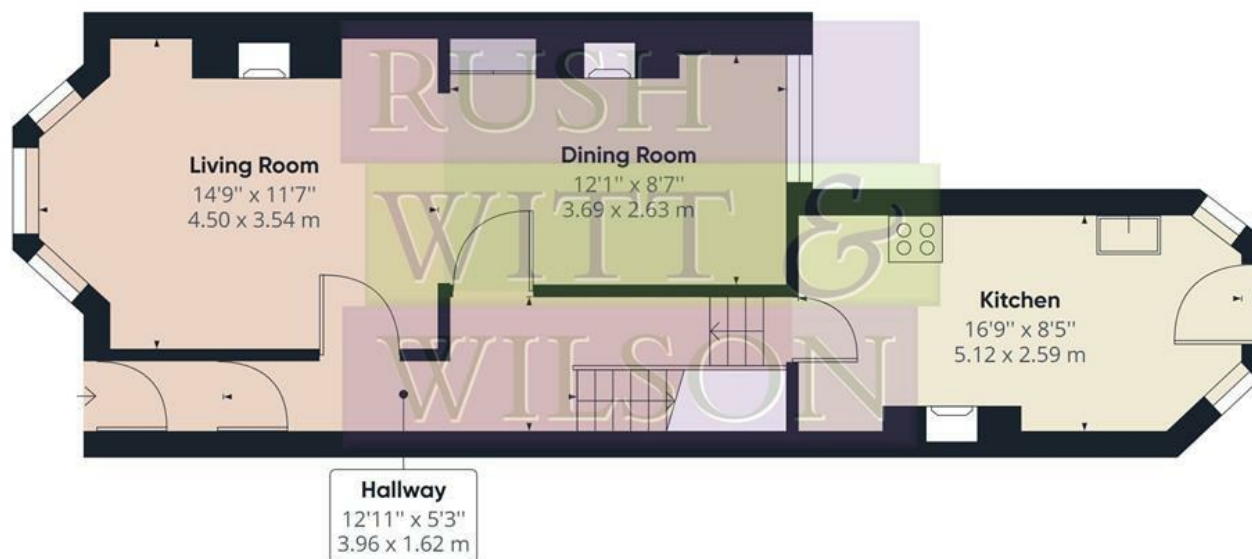 Living Room
14'9" x 11'7"
4.50 x 3.54 m
Dining Room
12'1" x 8'7"
3.69 x 2.63 m
Kitchen
16'9" x 8'5"
5.12 x 2.59 m
Hallway
12'11" x 5'3"
3.96 x 1.62 m
RUSH
WITT &
WILSON